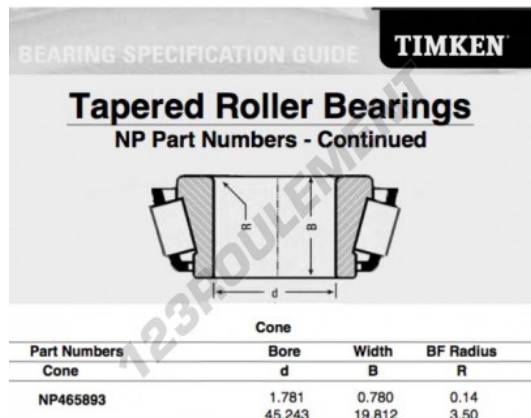 BEARING SPECIFICATION GUIDE
TIMKEN
Tapered Roller Bearings
NP Part Numbers - Continued
R
B
d
123ROULEMENT
Cone
Part Numbers Bore Width BF Radius
Cone d B R
NP465893 1.781 0.780 0.14
45.243 19.812 3.50